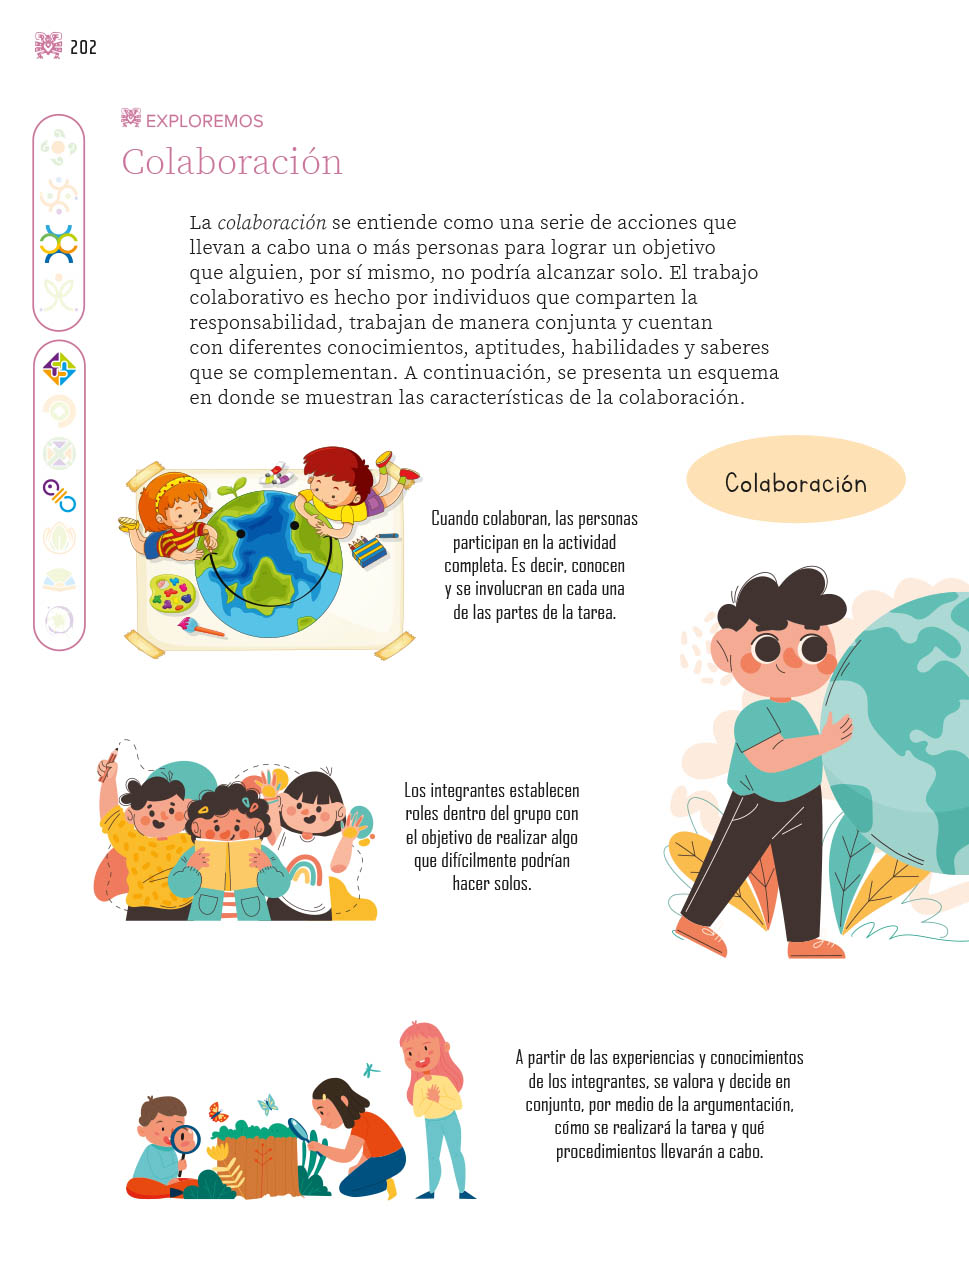 202
EXPLOREMOS
Colaboración
La colaboración se entiende como una serie de acciones que
llevan a cabo una o más personas para lograr un objetivo
que alguien, por sí mismo, no podría alcanzar solo. El trabajo
colaborativo es hecho por individuos que comparten la
responsabilidad, trabajan de manera conjunta y cuentan
con diferentes conocimientos, aptitudes, habilidades y saberes
que se complementan. A continuación, se presenta un esquema
en donde se muestran las características de la colaboración.
Colaboración
Cuando colaboran, las personas
participan en la actividad
completa. Es decir, conocen
y se involucran en cada una
de las partes de la tarea.
Los integrantes establecen
roles dentro del grupo con
el objetivo de realizar algo
que difícilmente podrían
hacer solos.
A partir de las experiencias y conocimientos
de los integrantes, se valora y decide en
conjunto, por medio de la argumentación,
cómo se realizará la tarea y qué
procedimientos llevarán a cabo.